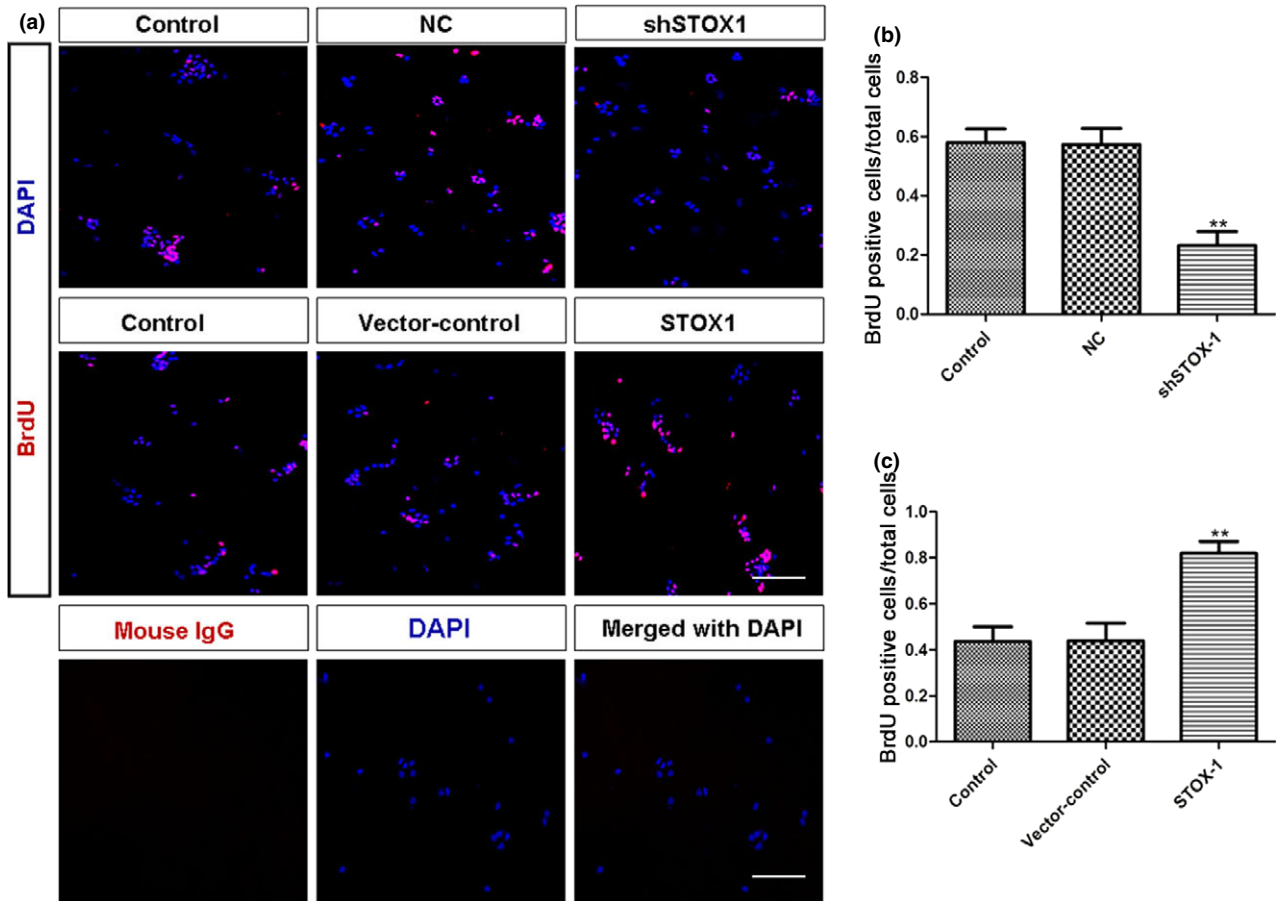 (a)
Control NC shSTOX1
DAPI
BrdU
Control Vector-control STOX1
Mouse IgG DAPI Merged with DAPI
(b)
BrdU positive cells/total cells
0.8
0.6
0.4
0.2
0.0
**
Control NC shSTOX-1
(c)
BrdU positive cells/total cells
1.0
0.8
0.6
0.4
0.2
0.0
**
Control Vector-control STOX-1